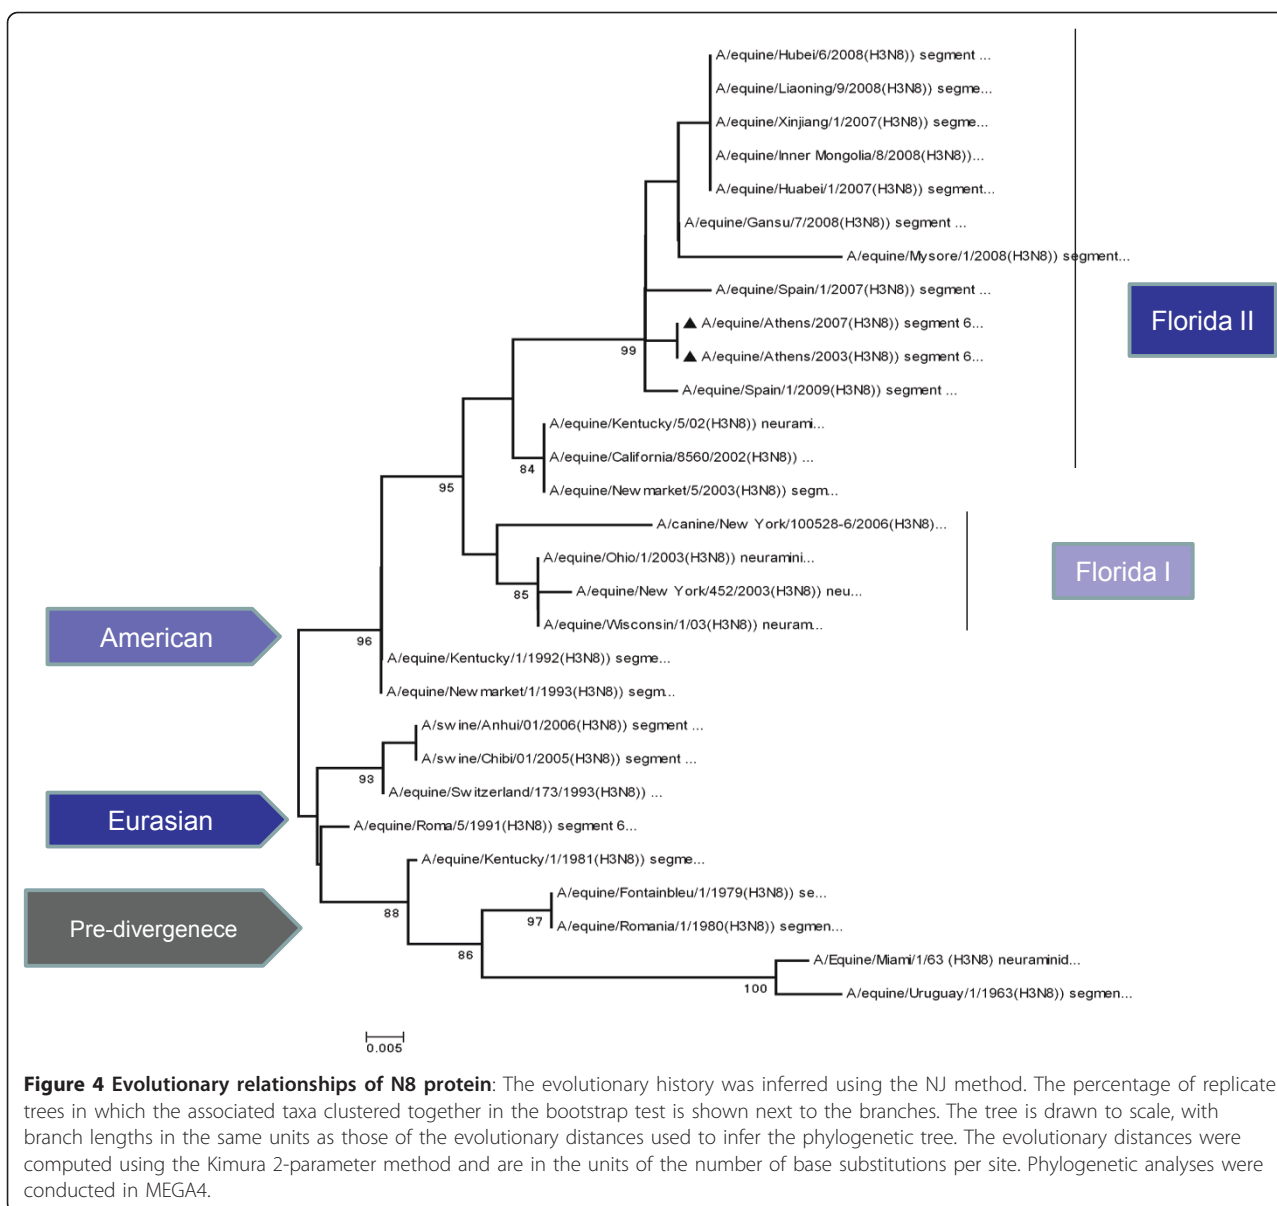 A/equine/Hubei/6/2008(H3N8)) segment ...
A/equine/Liaoning/9/2008(H3N8)) segme...
A/equine/Xinjiang/1/2007(H3N8)) segme...
A/equine/Inner Mongolia/8/2008(H3N8))...
A/equine/Huabei/1/2007(H3N8)) segment...
A/equine/Gansu/7/2008(H3N8)) segment ...
A/equine/Mysore/1/2008(H3N8)) segment...
A/equine/Spain/1/2007(H3N8)) segment ...
Florida II
▲ A/equine/Athens/2007(H3N8)) segment 6...
99
▲ A/equine/Athens/2003(H3N8)) segment 6...
A/equine/Spain/1/2009(H3N8)) segment ...
A/equine/Kentucky/5/02(H3N8)) neurami...
A/equine/California/8560/2002(H3N8)) ...
84
95
A/equine/Newmarket/5/2003(H3N8)) segm...
A/canine/New York/100528-6/2006(H3N8)...
A/equine/Ohio/1/2003(H3N8)) neuramini...
Florida I
A/equine/New York/452/2003(H3N8)) neu...
85
A/equine/Wisconsin/1/03(H3N8)) neuram...
American
96
A/equine/Kentucky/1/1992(H3N8)) segme...
A/equine/Newmarket/1/1993(H3N8)) segm...
A/swine/Anhui/01/2006(H3N8)) segment ...
A/swine/Chibi/01/2005(H3N8)) segment ...
93
A/equine/Switzerland/173/1993(H3N8)) ...
Eurasian
A/equine/Roma/5/1991(H3N8)) segment 6...
A/equine/Kentucky/1/1981(H3N8)) segme...
A/equine/Fontainbleu/1/1979(H3N8)) se...
88
97
Pre-divergenece
A/equine/Romania/1/1980(H3N8)) segmen...
86
A/Equine/Miami/1/63 (H3N8) neuraminid...
100
A/equine/Uruguay/1/1963(H3N8)) segmen...
0.005
Figure 4 Evolutionary relationships of N8 protein: The evolutionary history was inferred using the NJ method. The percentage of replicate
trees in which the associated taxa clustered together in the bootstrap test is shown next to the branches. The tree is drawn to scale, with
branch lengths in the same units as those of the evolutionary distances used to infer the phylogenetic tree. The evolutionary distances were
computed using the Kimura 2-parameter method and are in the units of the number of base substitutions per site. Phylogenetic analyses were
conducted in MEGA4.